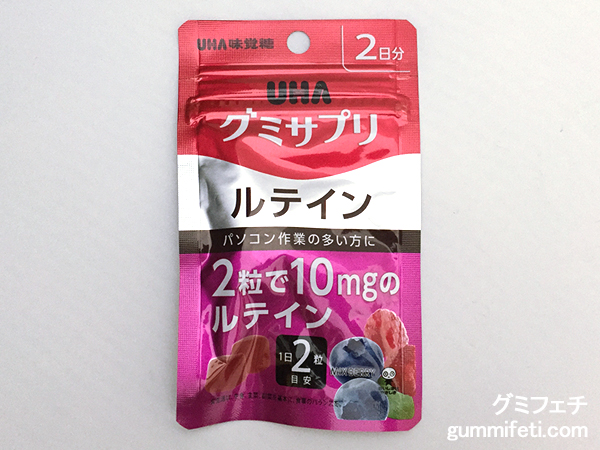 UHA味覚糖
2日分
UHA
グミサプリ
ルテイン
パソコン作業の多い方に
2粒で10mgの
ルテイン
1日2粒
目安
MIX BERRY
グミフェチ
gummifeti.com